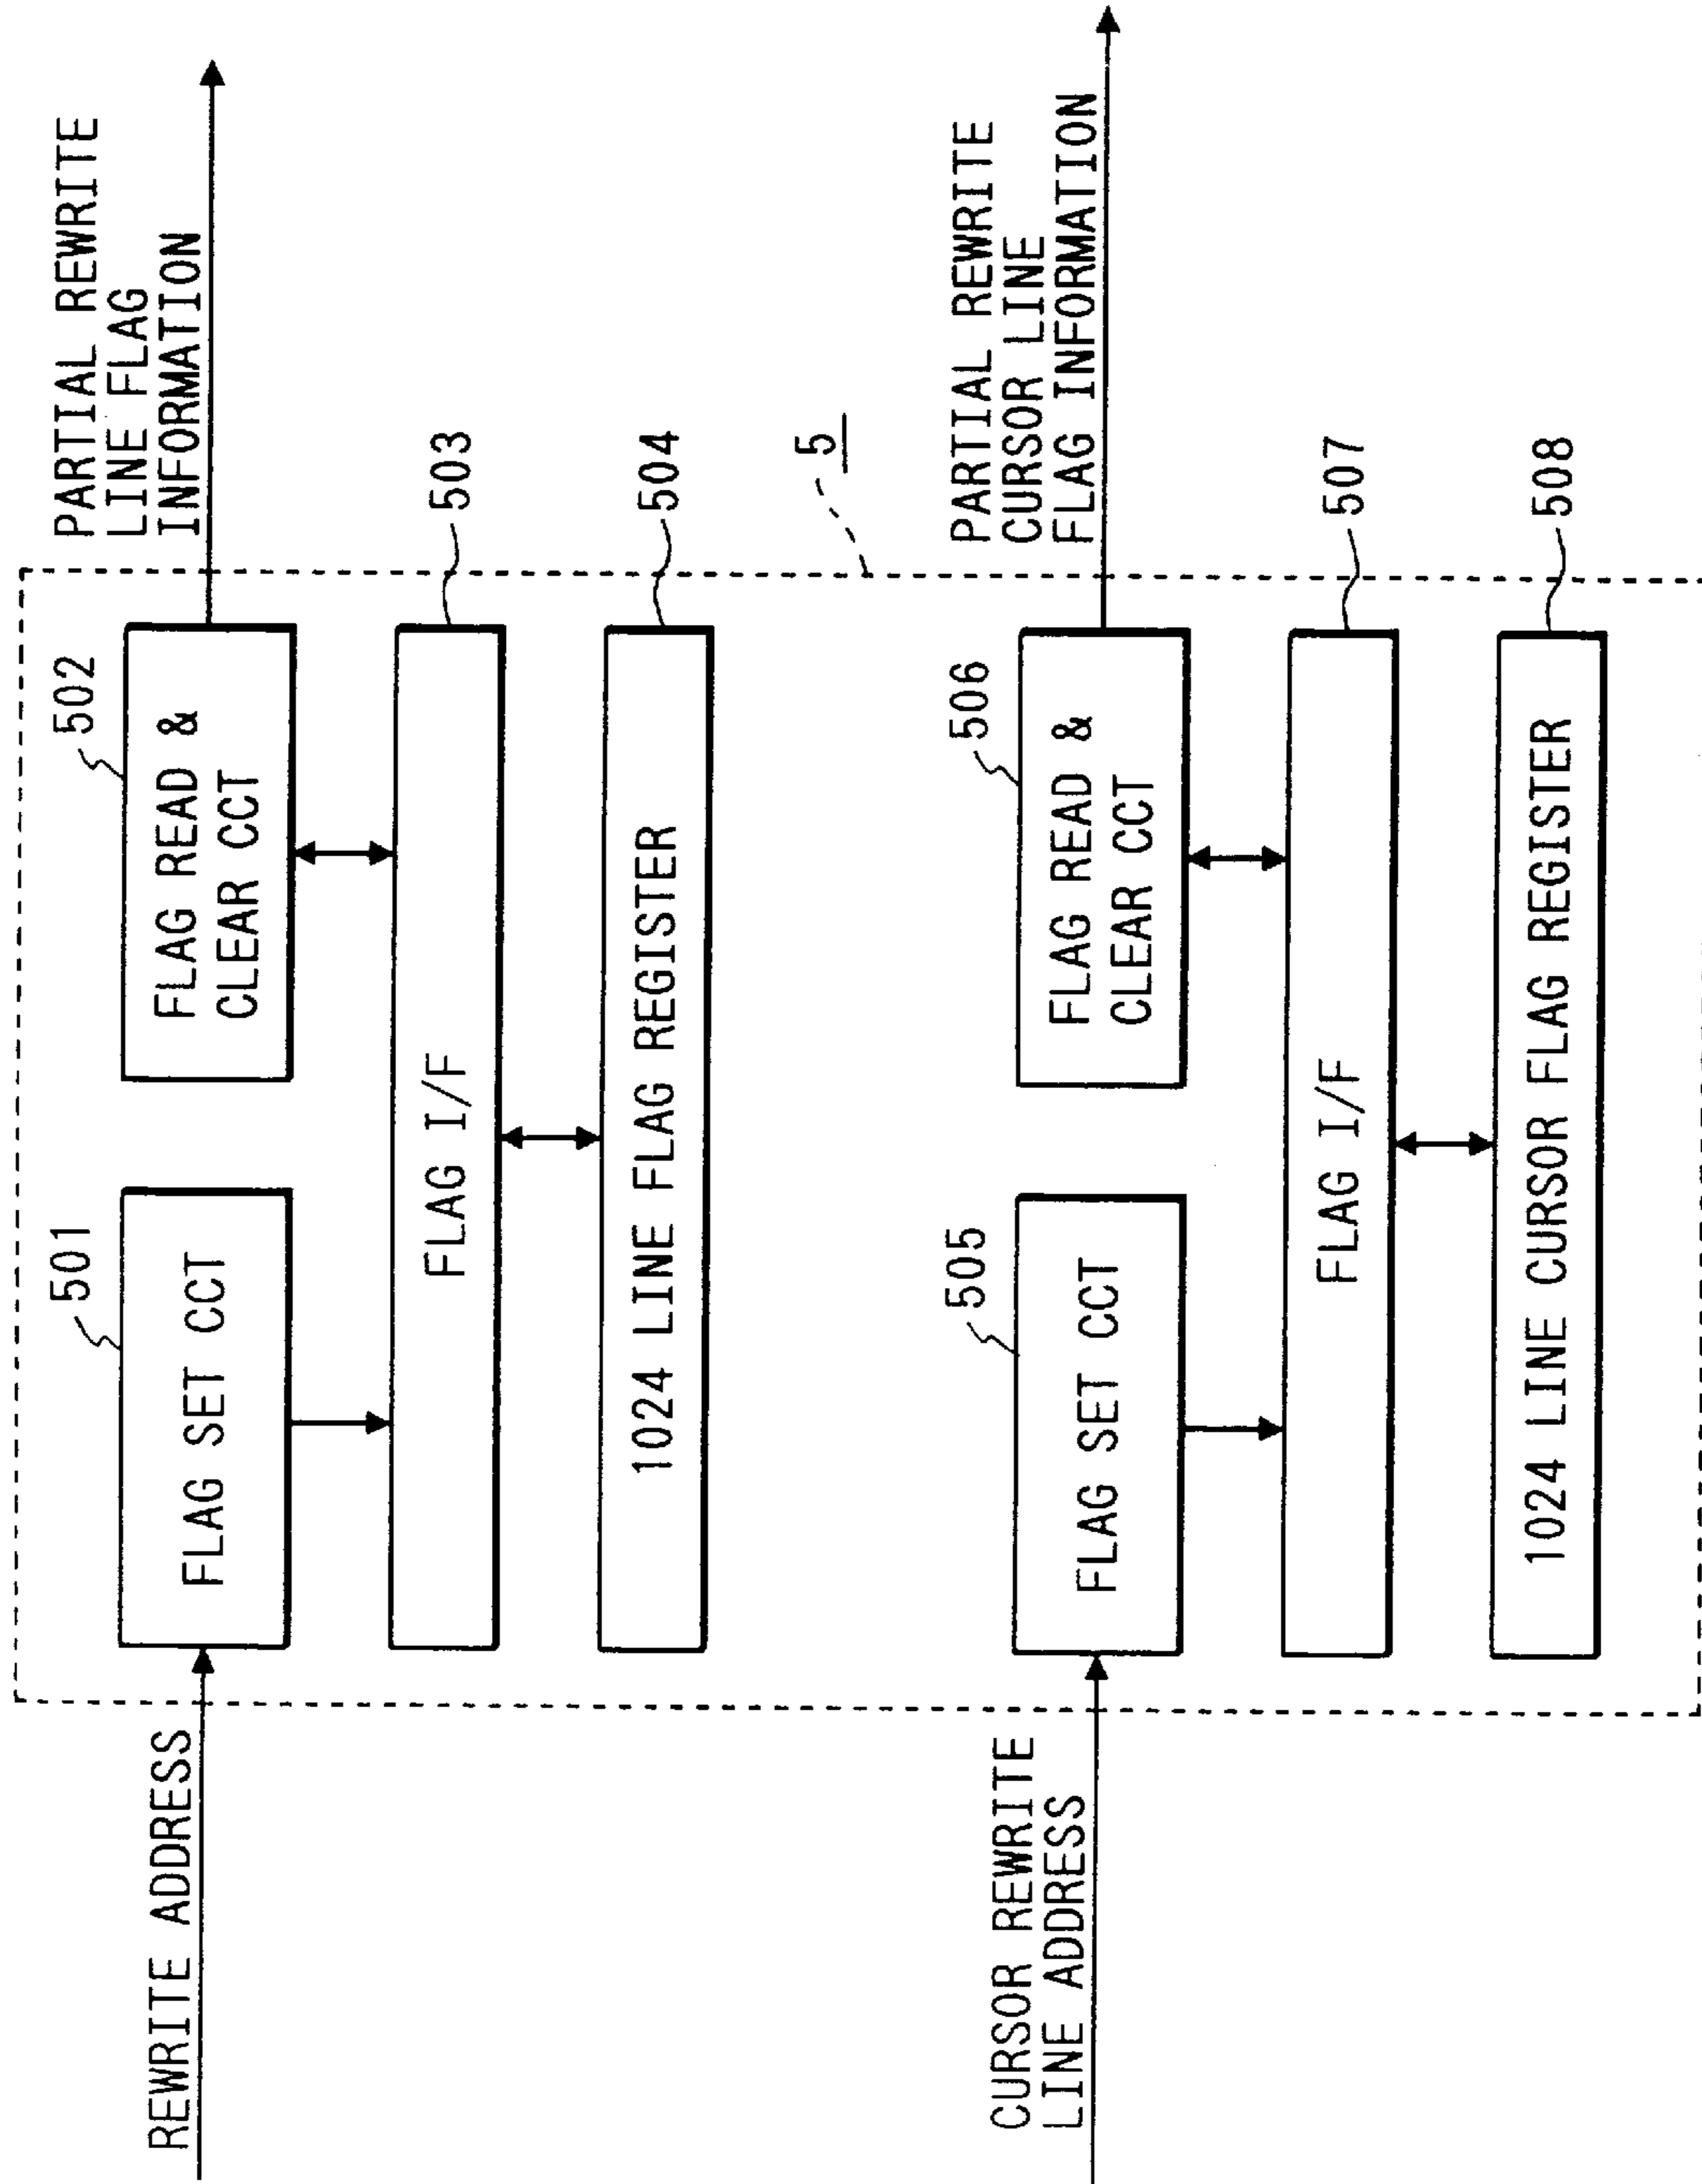 REWRITE ADDRESS
501
FLAG SET CCT
502
FLAG READ &
CLEAR CCT
PARTIAL REWRITE
LINE FLAG
INFORMATION
FLAG I/F
503
1024 LINE FLAG REGISTER
504
5
CURSOR REWRITE
LINE ADDRESS
505
FLAG SET CCT
506
FLAG READ &
CLEAR CCT
PARTIAL REWRITE
CURSOR LINE
FLAG INFORMATION
FLAG I/F
507
1024 LINE CURSOR FLAG REGISTER
508